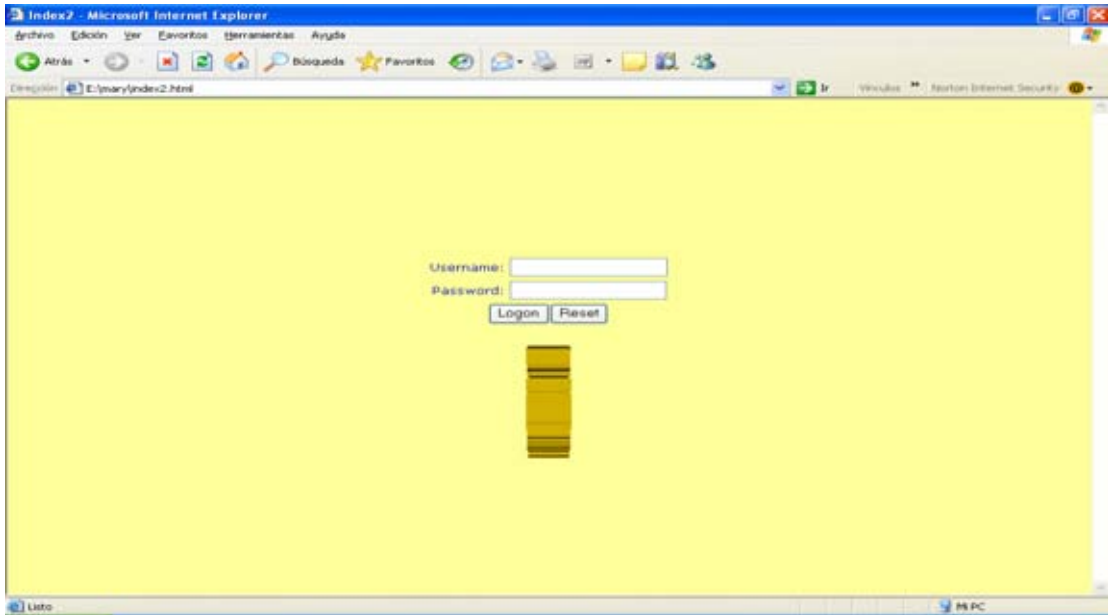 Index2 - Microsoft Internet Explorer
Archivo Edición Ver Favoritos Herramientas Ayuda
Atrás Búsqueda Favoritos
Dirección E:\mary\index2.html Ir Vínculos » Norton Internet Security
Username:
Password:
Logon Reset
Listo Mi PC